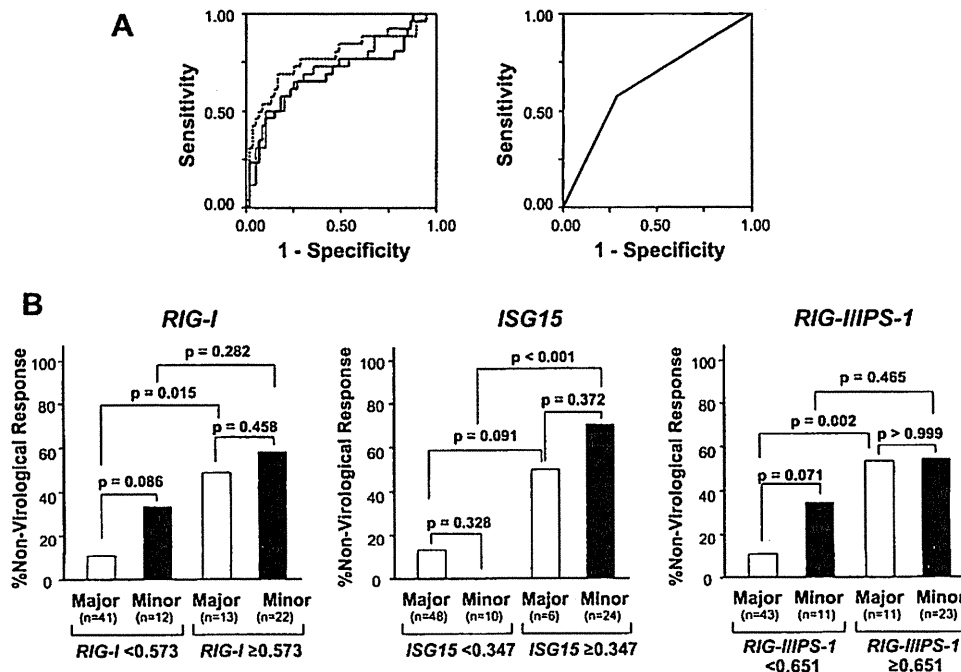 A
Sensitivity
1.00
0.50
0.00
0.00
0.50
1.00
1 - Specificity
Sensitivity
1.00
0.50
0.00
0.00
0.50
1.00
1 - Specificity
B
RIG-I
%Non-Virological Response
100
80
60
40
20
0
p = 0.282
p = 0.015
p = 0.458
p = 0.086
Major Minor Major Minor
(n=41) (n=12) (n=13) (n=22)
RIG-I <0.573 RIG-I ≥0.573
ISG15
%Non-Virological Response
100
80
60
40
20
0
p < 0.001
p = 0.372
p = 0.091
p = 0.328
Major Minor Major Minor
(n=48) (n=10) (n=6) (n=24)
ISG15 <0.347 ISG15 ≥0.347
RIG-I/IPS-1
%Non-Virological Response
100
80
60
40
20
0
p = 0.465
p = 0.002
p > 0.999
p = 0.071
Major Minor Major Minor
(n=43) (n=11) (n=11) (n=23)
RIG-I/IPS-1 RIG-I/IPS-1
<0.651 ≥0.651